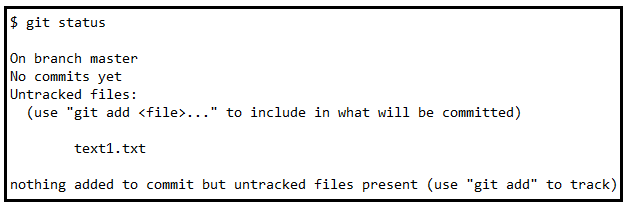 $ git status
On branch master
No commits yet
Untracked files:
(use "git add <file>..." to include in what will be committed)
text1.txt
nothing added to commit but untracked files present (use "git add" to track)